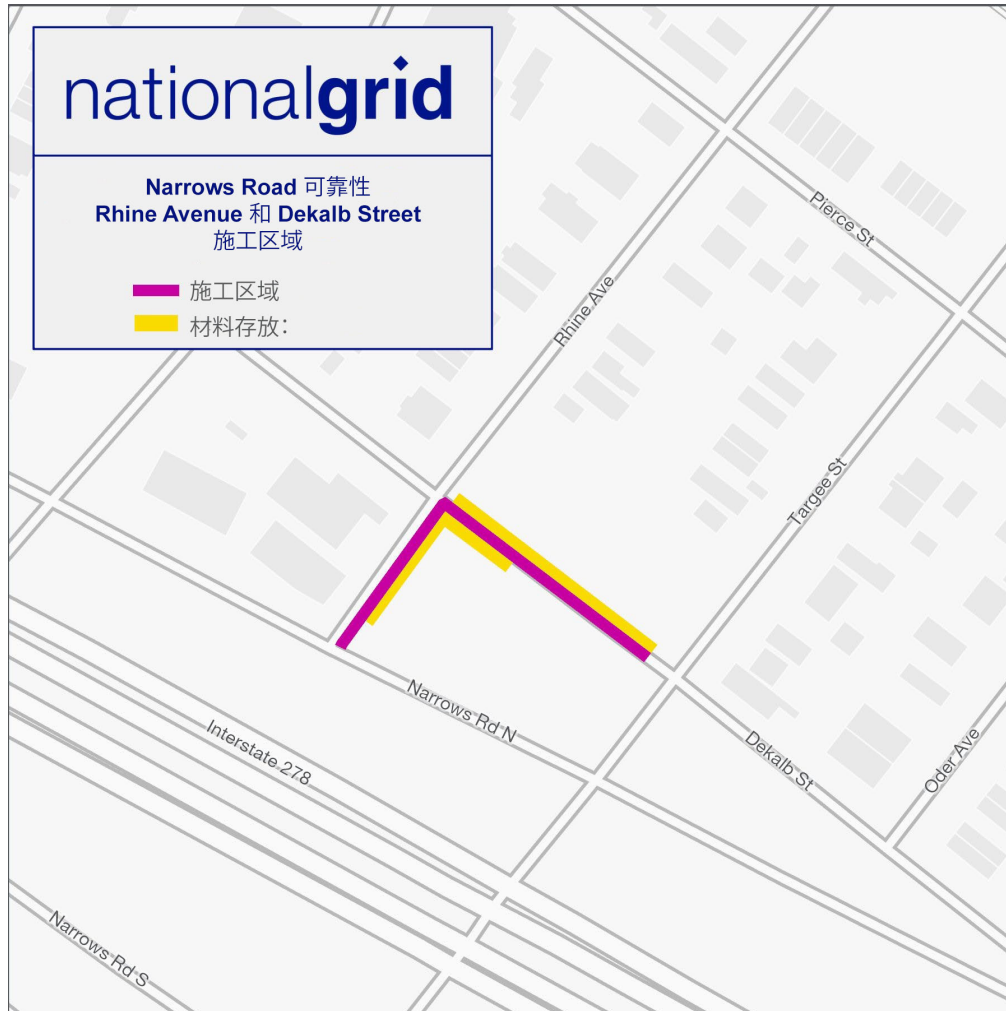 nationalgrid
Narrows Road 可靠性
Rhine Avenue 和 Dekalb Street
施工区域
施工区域
材料存放：
Pierce St
Rhine Ave
Targee St
Narrows Rd N
Interstate 278
Dekalb St
Oder Ave
Narrows Rd S